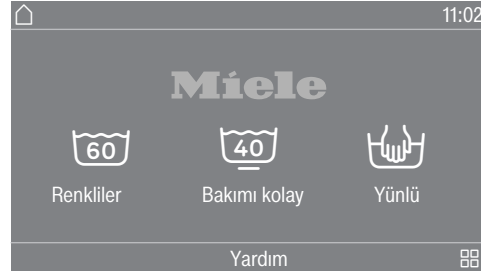 11:02
Miele
60
40
Renkliler
Bakımı kolay
Yünlü
Yardım